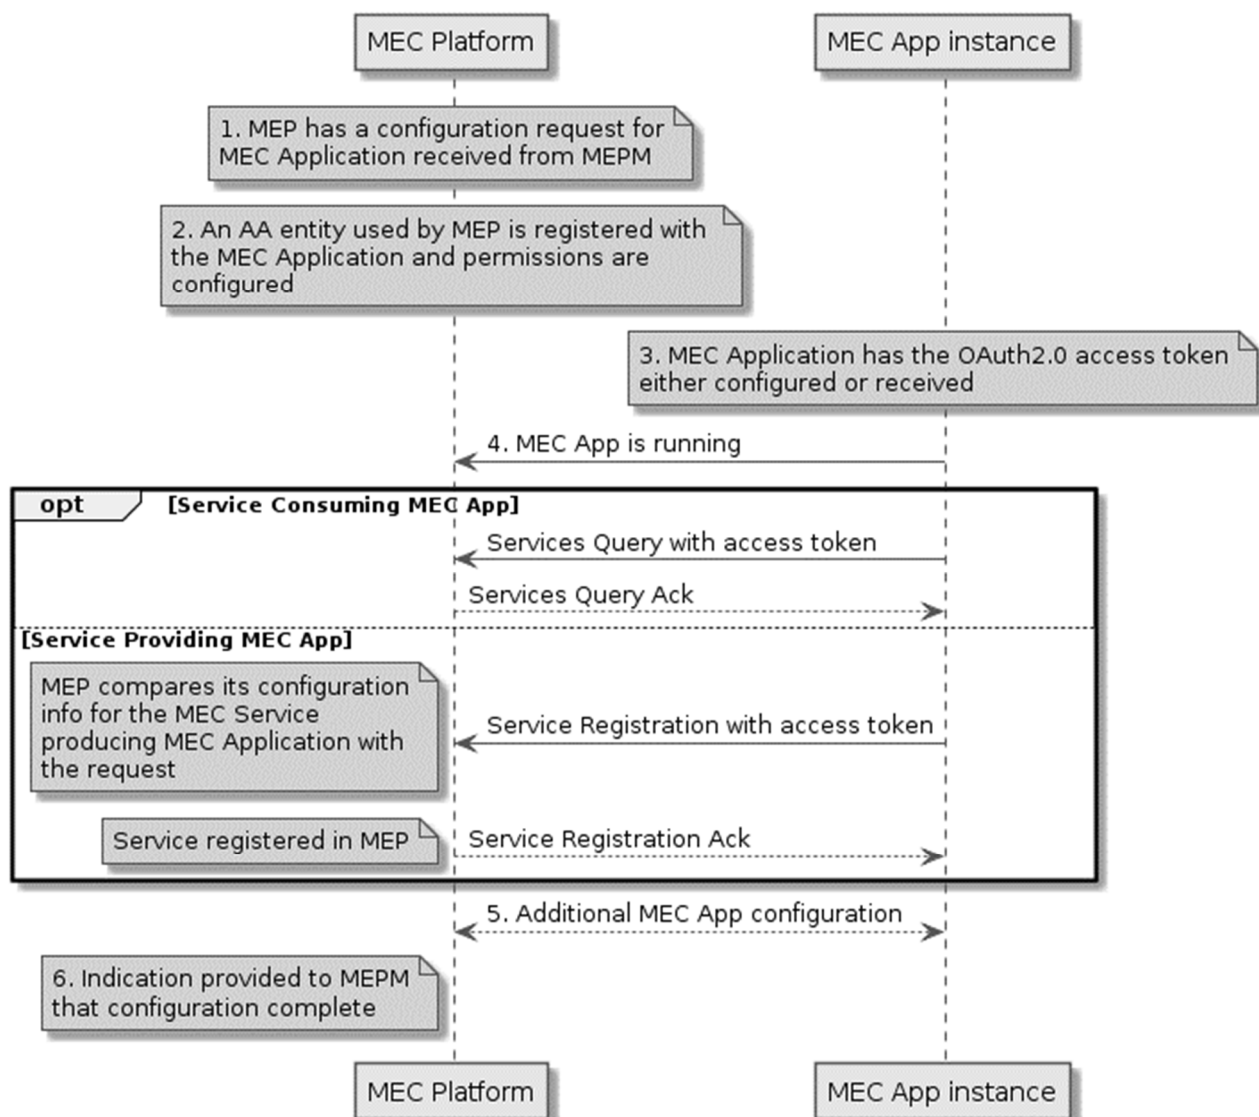 MEC Platform
MEC App instance
1. MEP has a configuration request for
MEC Application received from MEPM
2. An AA entity used by MEP is registered with
the MEC Application and permissions are
configured
3. MEC Application has the OAuth2.0 access token
either configured or received
4. MEC App is running
opt
[Service Consuming MEC App]
Services Query with access token
Services Query Ack
[Service Providing MEC App]
MEP compares its configuration
info for the MEC Service
producing MEC Application with
the request
Service Registration with access token
Service registered in MEP
Service Registration Ack
5. Additional MEC App configuration
6. Indication provided to MEPM
that configuration complete
MEC Platform
MEC App instance